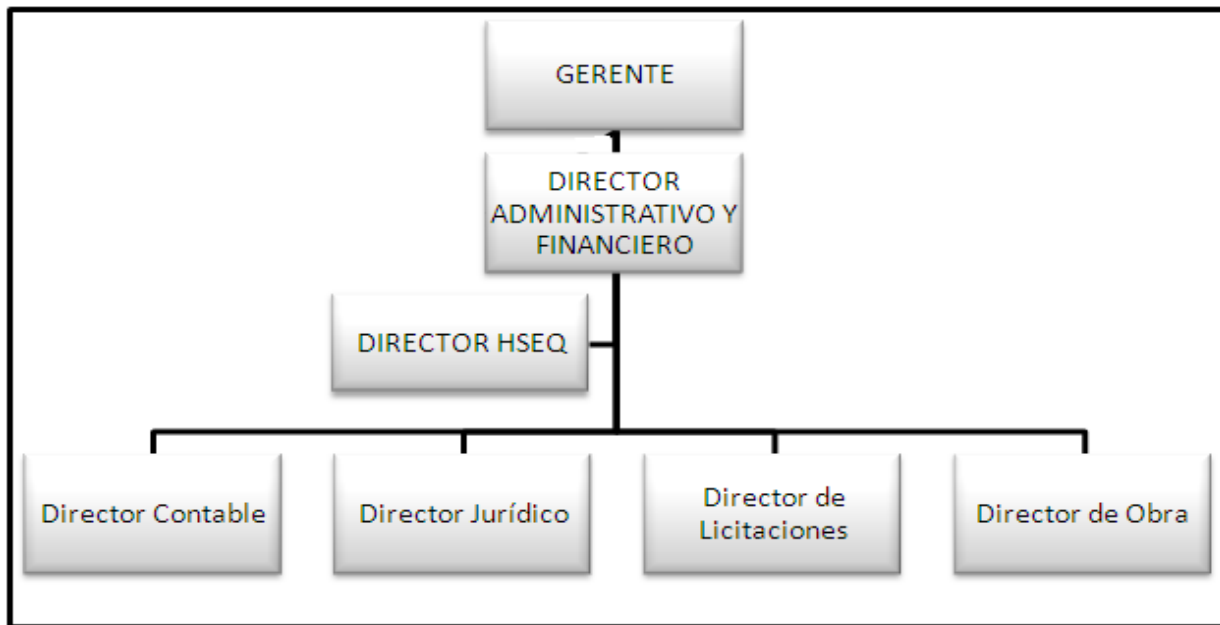 GERENTE
DIRECTOR
ADMINISTRATIVO Y
FINANCIERO
DIRECTOR HSEQ
Director Contable
Director Jurídico
Director de
Licitaciones
Director de Obra